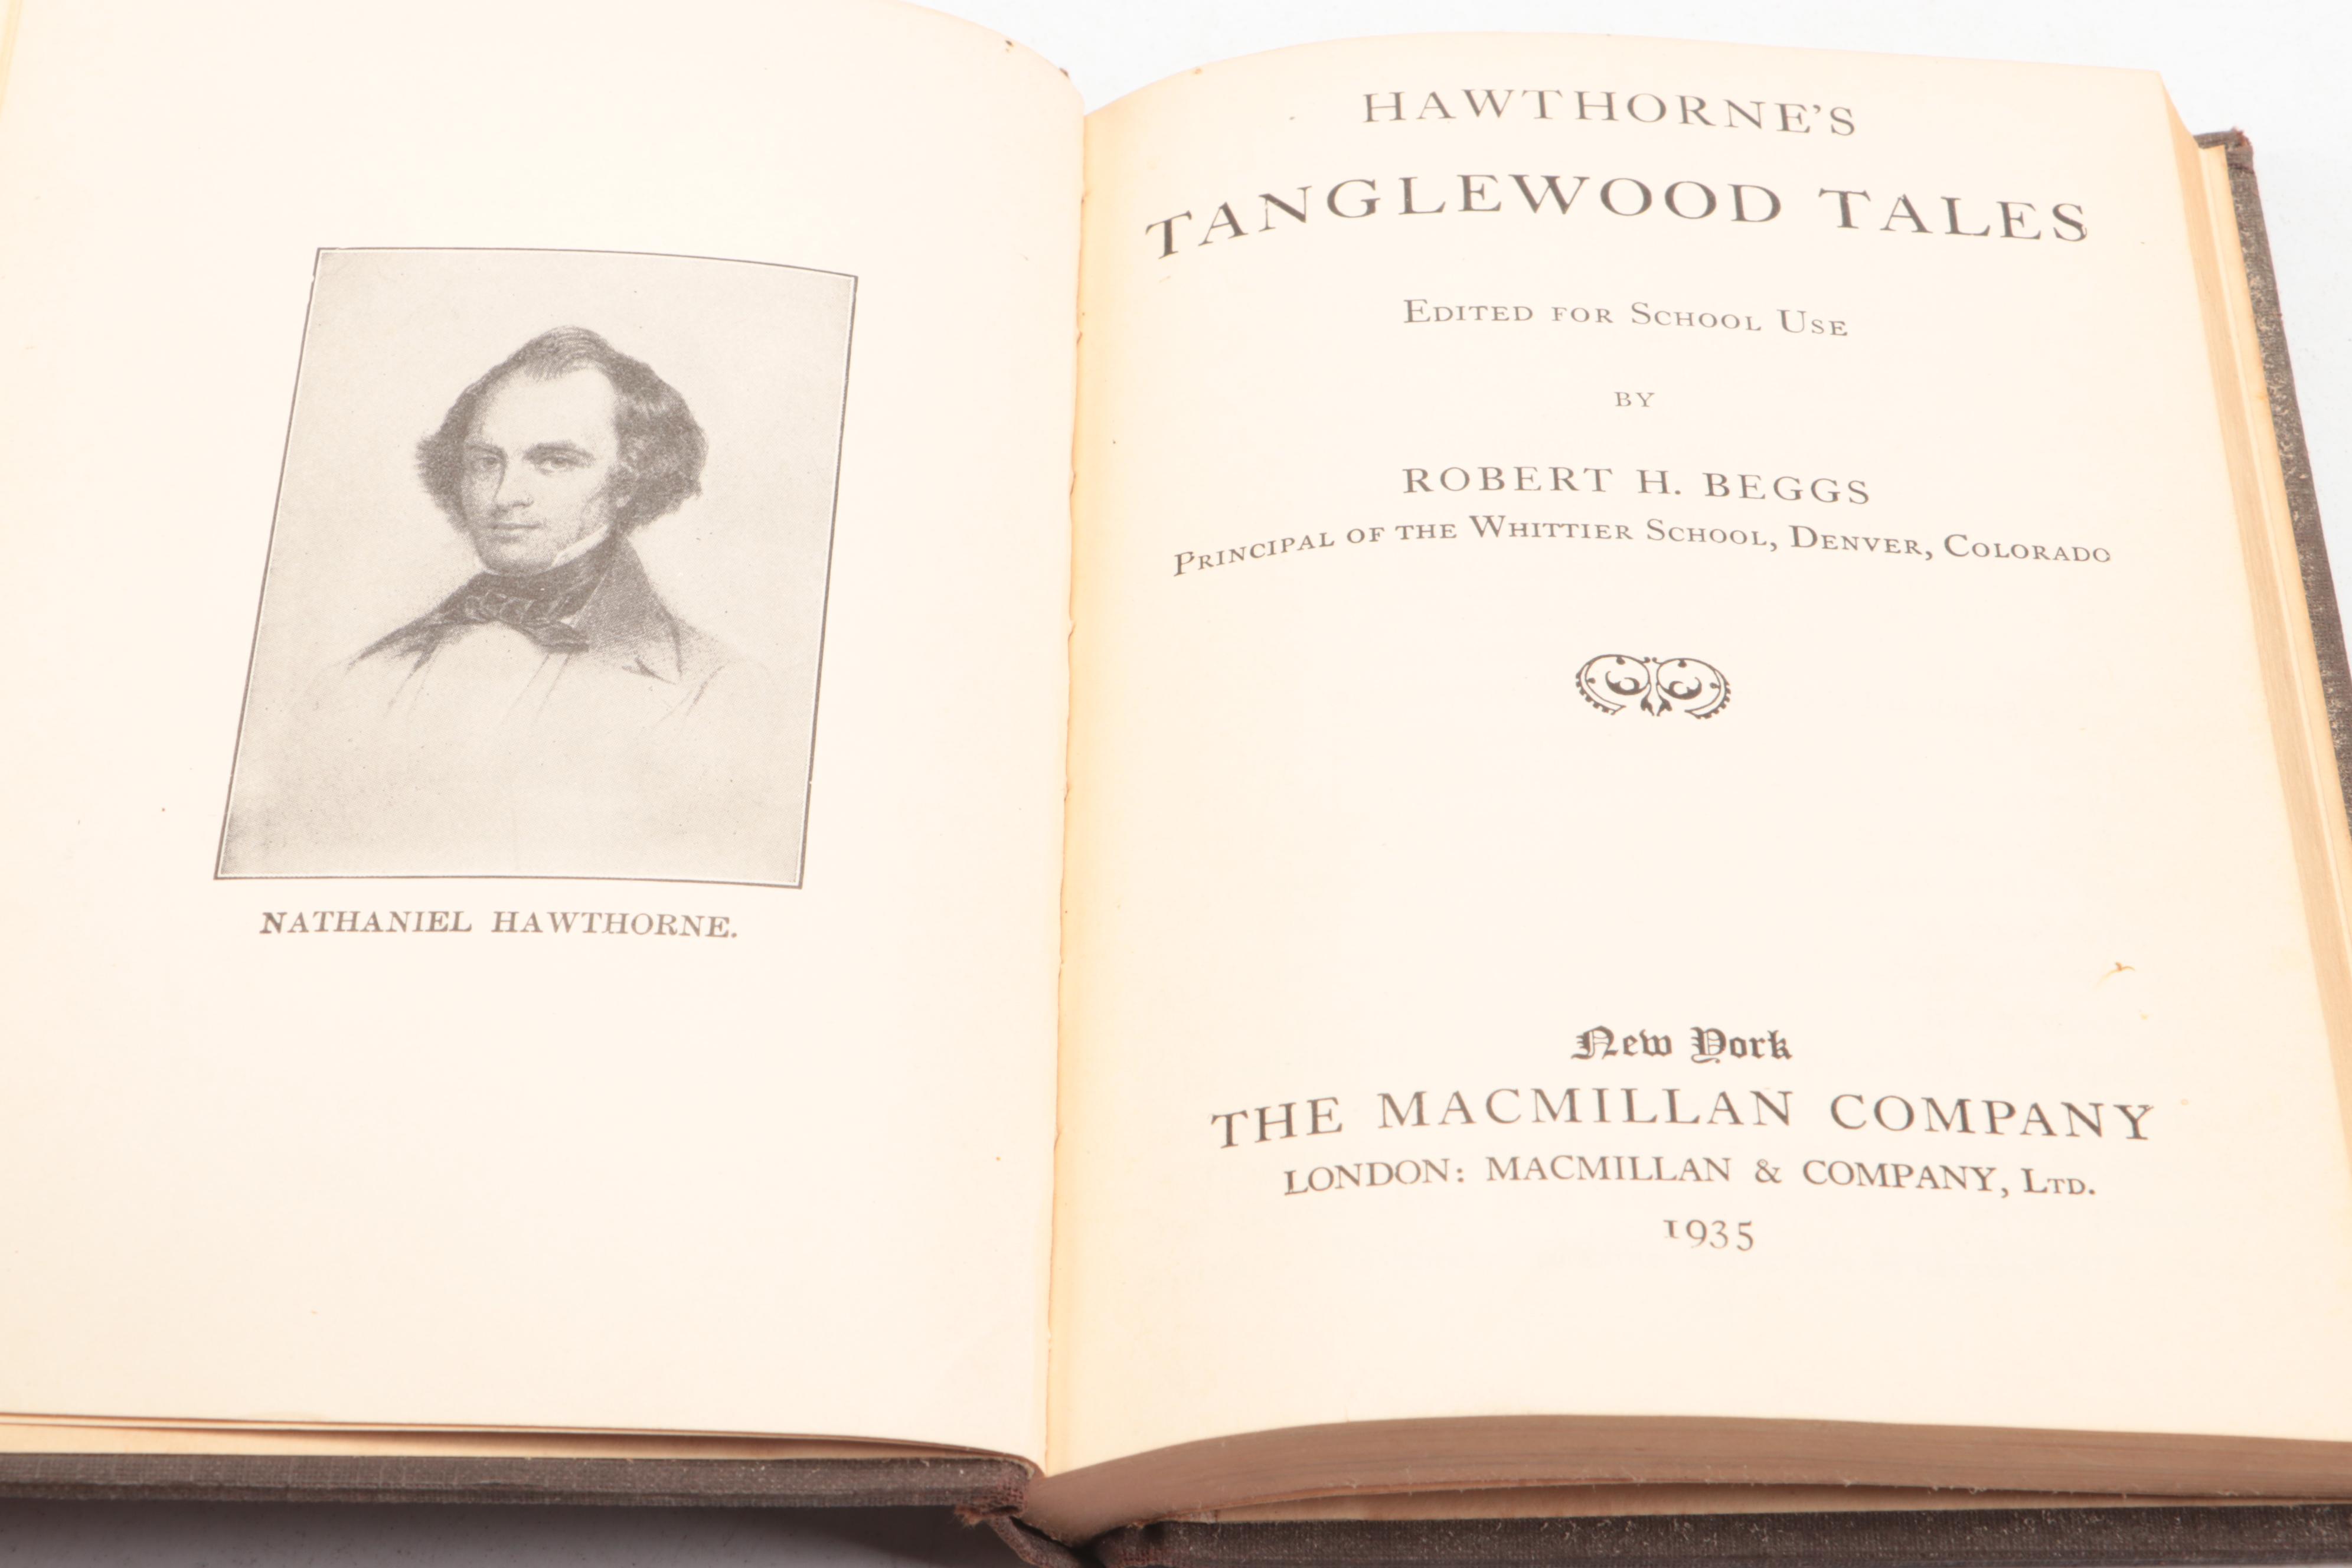 NATHANIEL HAWTHORNE.
HAWTHORNE'S
TANGLEWOOD TALES
EDITED FOR SCHOOL USE
BY
ROBERT H. BEGGS
PRINCIPAL OF THE WHITTIER SCHOOL, DENVER, COLORADO
New York
THE MACMILLAN COMPANY
LONDON: MACMILLAN & COMPANY, LTD.
1935